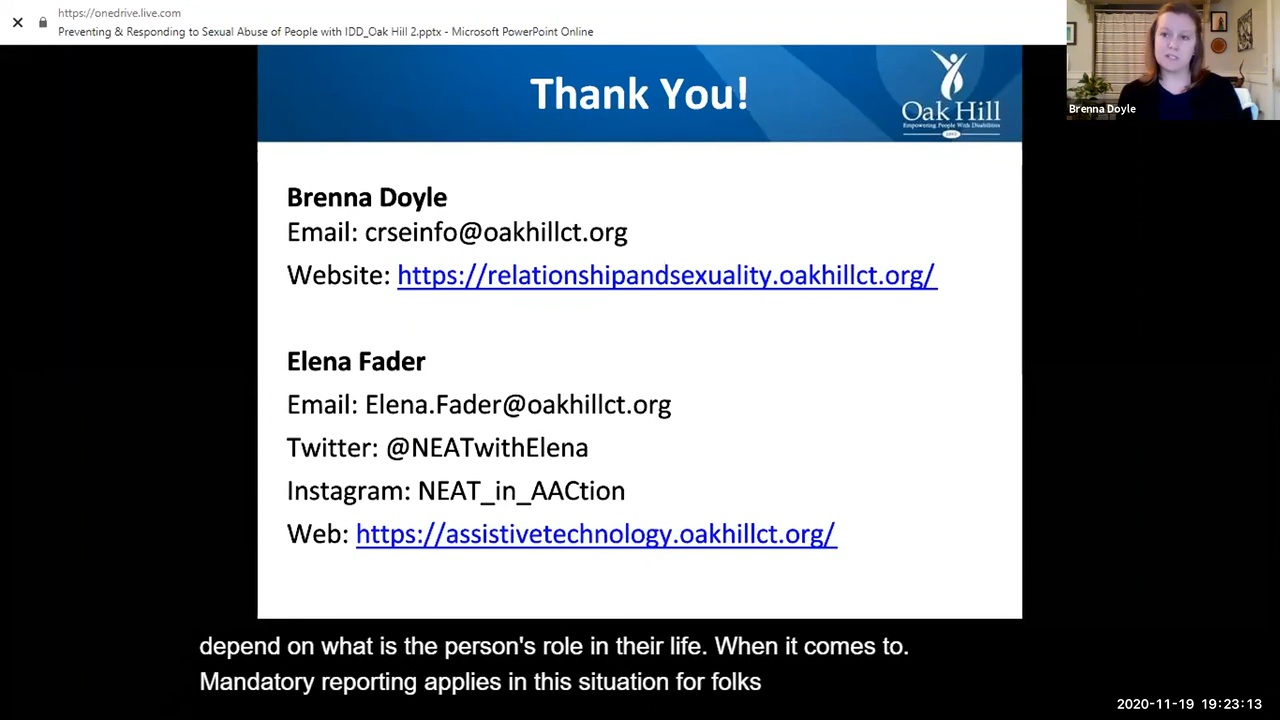 https://onedrive.live.com
Preventing & Responding to Sexual Abuse of People with IDD_Oak Hill 2.pptx - Microsoft PowerPoint Online
Brenna Doyle
Thank You!
Oak Hill
Empowering People With Disabilities
Brenna Doyle
Email: crseinfo@oakhillct.org
Website: https://relationshipandsexuality.oakhillct.org/
Elena Fader
Email: Elena.Fader@oakhillct.org
Twitter: @NEATwithElena
Instagram: NEAT_in_AACtion
Web: https://assistivetechnology.oakhillct.org/
depend on what is the person's role in their life. When it comes to.
Mandatory reporting applies in this situation for folks
2020-11-19 19:23:13